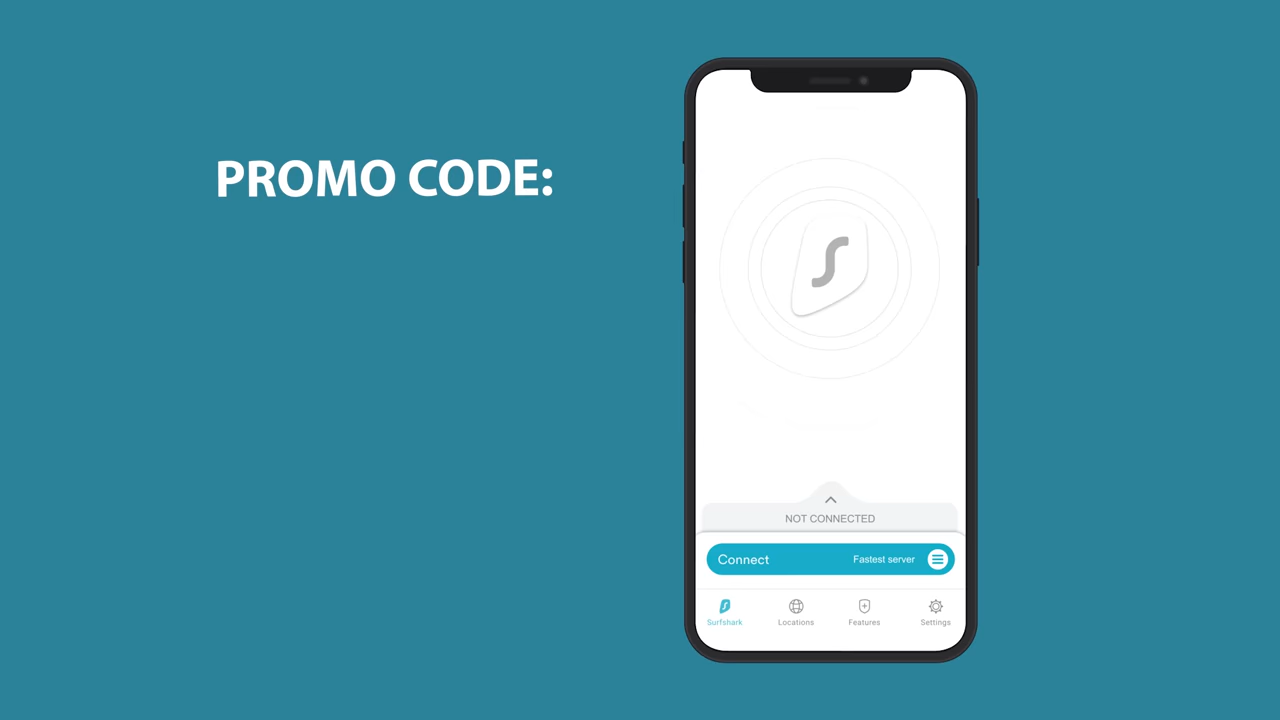 PROMO CODE:
NOT CONNECTED
Connect Fastest server
Surfshark Locations Features Settings